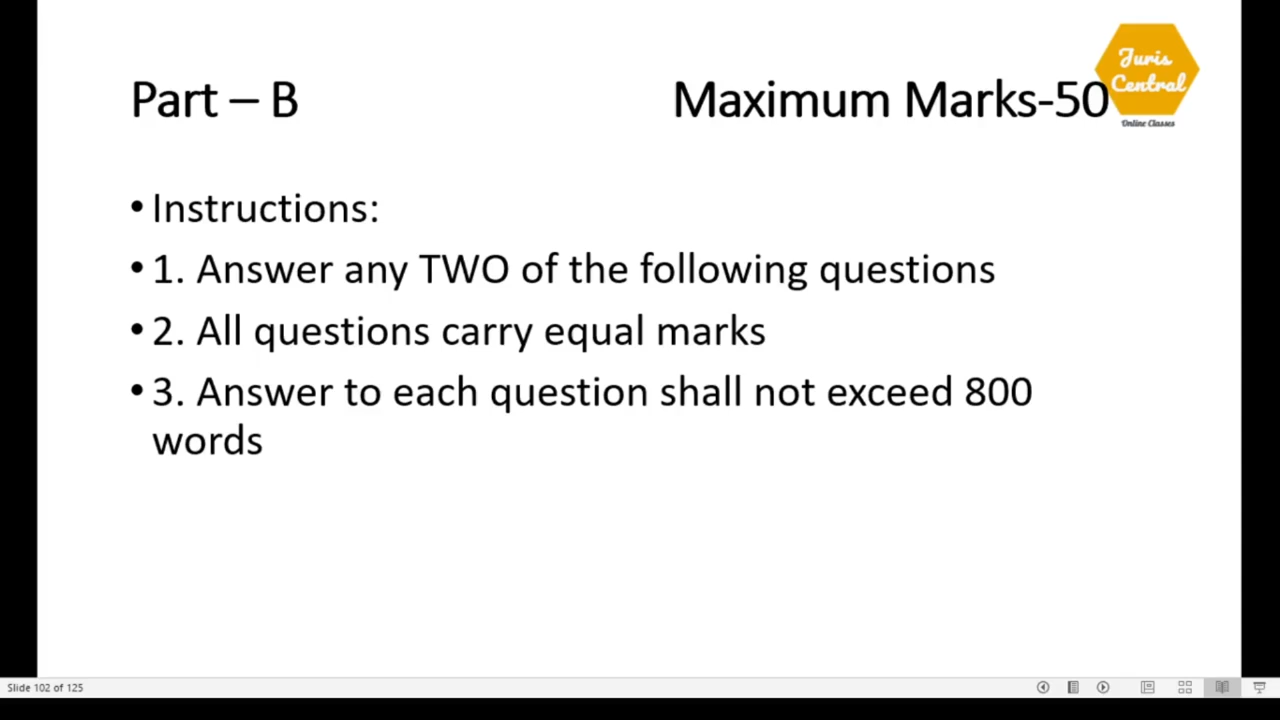 Part – B Maximum Marks-50
Juris
Central
Online Classes
• Instructions:
• 1. Answer any TWO of the following questions
• 2. All questions carry equal marks
• 3. Answer to each question shall not exceed 800
words
Slide 102 of 125